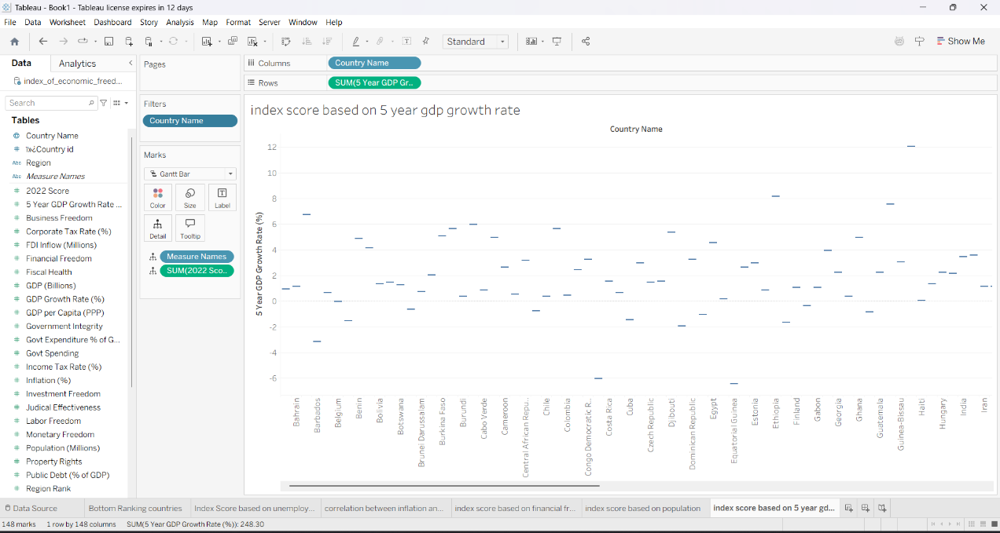 Tableau - Book1 - Tableau license expires in 12 days
File Data Worksheet Dashboard Story Analysis Map Format Server Window Help
Standard
Show Me
Data Analytics
index_of_economic_freed...
Search
Tables
Country Name
ï»¿Country id
Abc Region
Abc Measure Names
2022 Score
5 Year GDP Growth Rate ...
Business Freedom
Corporate Tax Rate (%)
FDI Inflow (Millions)
Financial Freedom
Fiscal Health
GDP (Billions)
GDP Growth Rate (%)
GDP per Capita (PPP)
Government Integrity
Govt Expenditure % of G...
Govt Spending
Income Tax Rate (%)
Inflation (%)
Investment Freedom
Judical Effectiveness
Labor Freedom
Monetary Freedom
Population (Millions)
Property Rights
Public Debt (% of GDP)
Region Rank
Pages
Filters
Country Name
Marks
Gantt Bar
Color Size Label
Detail Tooltip
Measure Names
SUM(2022 Sco..
Columns Country Name
Rows SUM(5 Year GDP Gr..
index score based on 5 year gdp growth rate
Country Name
5 Year GDP Growth Rate (%)
12
10
8
6
4
2
0
-2
-4
-6
Bahrain
Barbados
Belgium
Benin
Bolivia
Botswana
Brunei Darussalam
Burkina Faso
Burundi
Cabo Verde
Cameroon
Central African Repu..
Chile
Colombia
Congo Democratic R..
Costa Rica
Cuba
Czech Republic
Djibouti
Dominican Republic
Egypt
Equatorial Guinea
Estonia
Ethiopia
Finland
Gabon
Georgia
Ghana
Guatemala
Guinea-Bissau
Haiti
Hungary
India
Iran
Data Source Bottom Ranking countries Index Score based on unemploy... correlation between inflation an... index score based on financial fr... index score based on population index score based on 5 year gd...
148 marks 1 row by 148 columns SUM(5 Year GDP Growth Rate (%)): 248.30